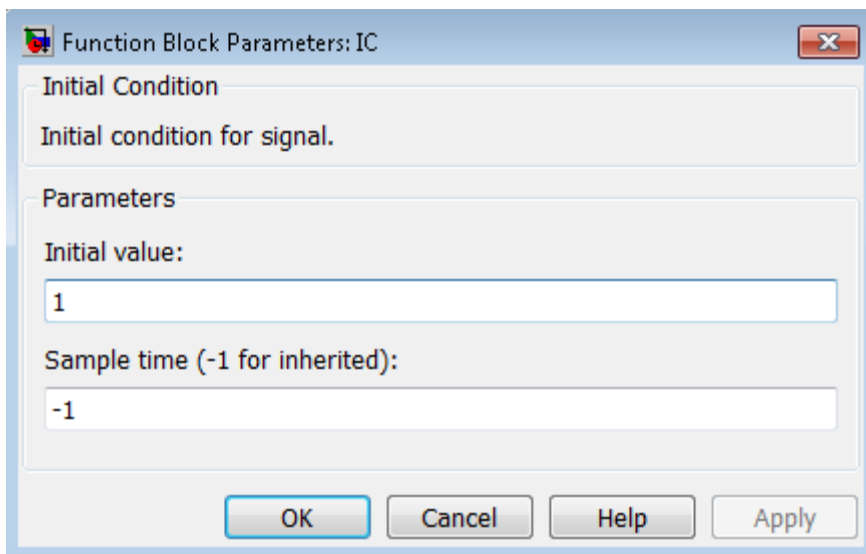 Function Block Parameters: IC
Initial Condition
Initial condition for signal.
Parameters
Initial value:
1
Sample time (-1 for inherited):
-1
OK Cancel Help Apply